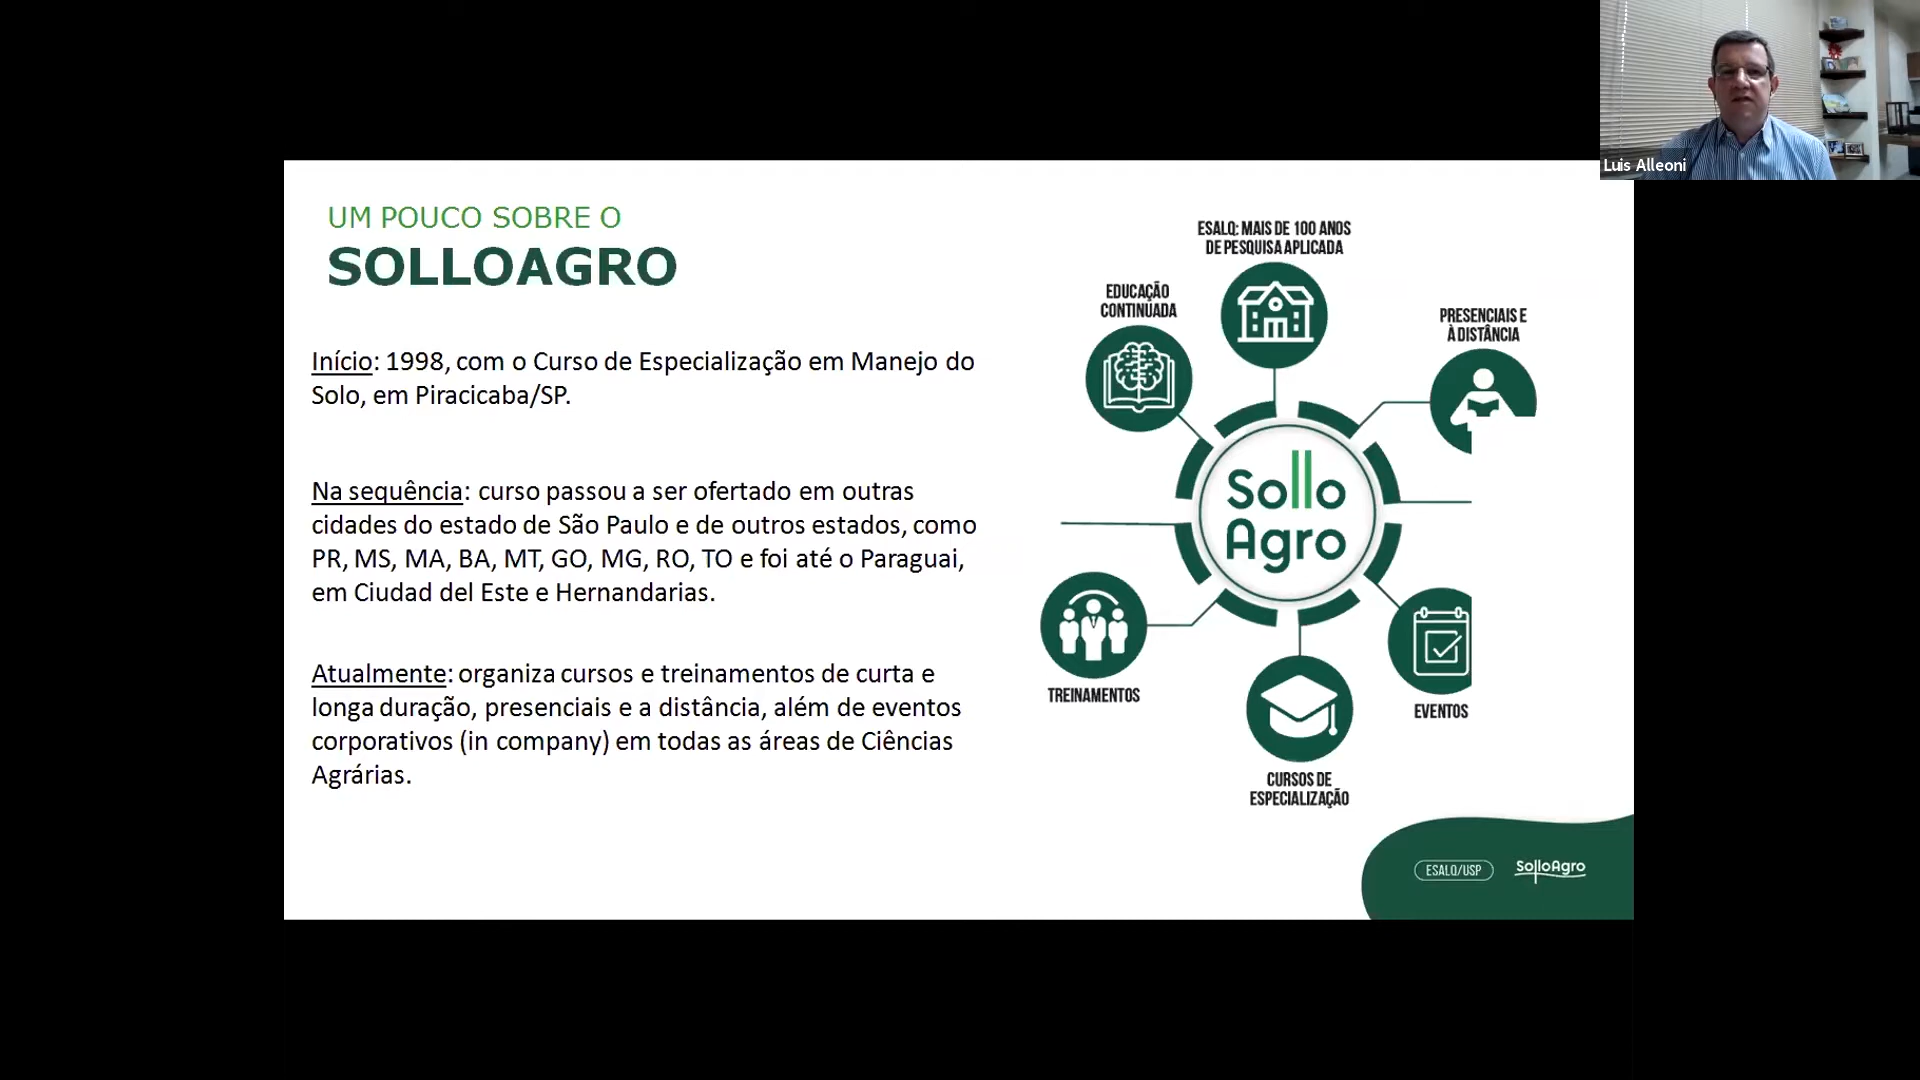 Luis Alleoni
UM POUCO SOBRE O
SOLLOAGRO
Início: 1998, com o Curso de Especialização em Manejo do
Solo, em Piracicaba/SP.
Na sequência: curso passou a ser ofertado em outras
cidades do estado de São Paulo e de outros estados, como
PR, MS, MA, BA, MT, GO, MG, RO, TO e foi até o Paraguai,
em Ciudad del Este e Hernandarias.
Atualmente: organiza cursos e treinamentos de curta e
longa duração, presenciais e a distância, além de eventos
corporativos (in company) em todas as áreas de Ciências
Agrárias.
ESALQ: MAIS DE 100 ANOS
DE PESQUISA APLICADA
EDUCAÇÃO
CONTINUADA
PRESENCIAIS E
À DISTÂNCIA
Sollo
Agro
TREINAMENTOS
EVENTOS
CURSOS DE
ESPECIALIZAÇÃO
ESALQ/USP
SolloAgro